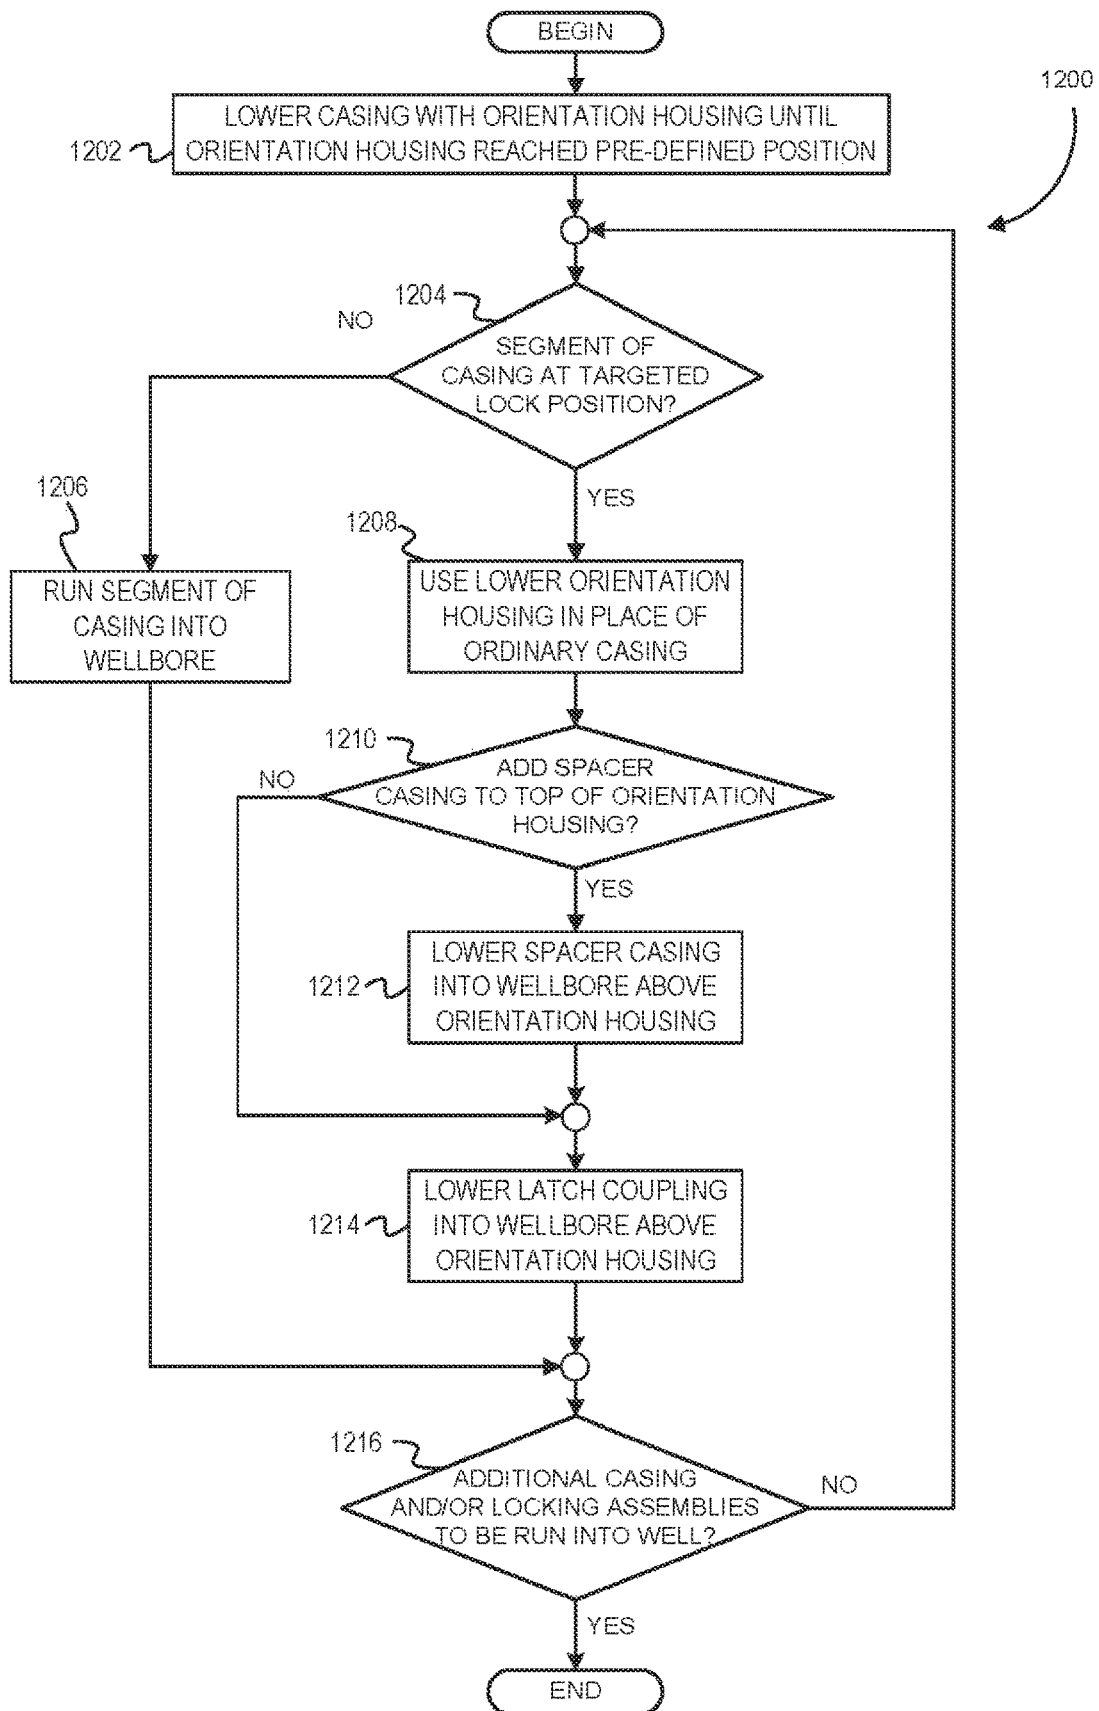 BEGIN
1200
LOWER CASING WITH ORIENTATION HOUSING UNTIL
ORIENTATION HOUSING REACHED PRE-DEFINED POSITION
1202
1204
NO
SEGMENT OF
CASING AT TARGETED
LOCK POSITION?
YES
1206
RUN SEGMENT OF
CASING INTO
WELLBORE
1208
USE LOWER ORIENTATION
HOUSING IN PLACE OF
ORDINARY CASING
1210
NO
ADD SPACER
CASING TO TOP OF ORIENTATION
HOUSING?
YES
1212
LOWER SPACER CASING
INTO WELLBORE ABOVE
ORIENTATION HOUSING
1214
LOWER LATCH COUPLING
INTO WELLBORE ABOVE
ORIENTATION HOUSING
1216
ADDITIONAL CASING
AND/OR LOCKING ASSEMBLIES
TO BE RUN INTO WELL?
NO
YES
END